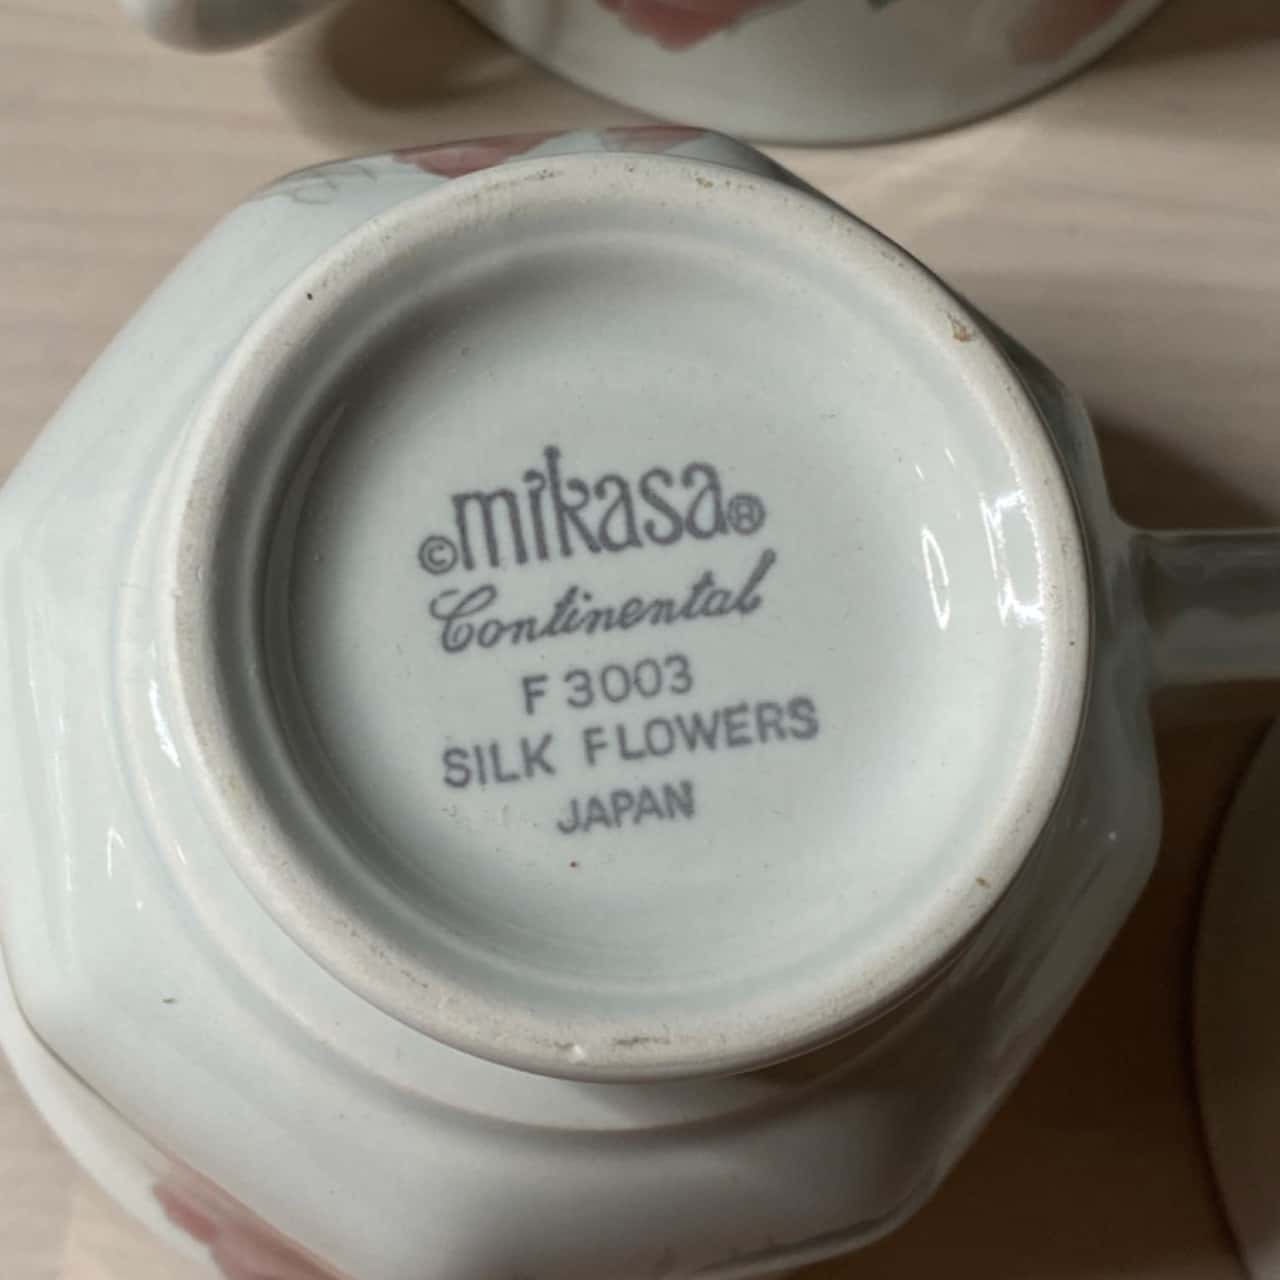 ©mikasa®
Continental
F 3003
SILK FLOWERS
JAPAN